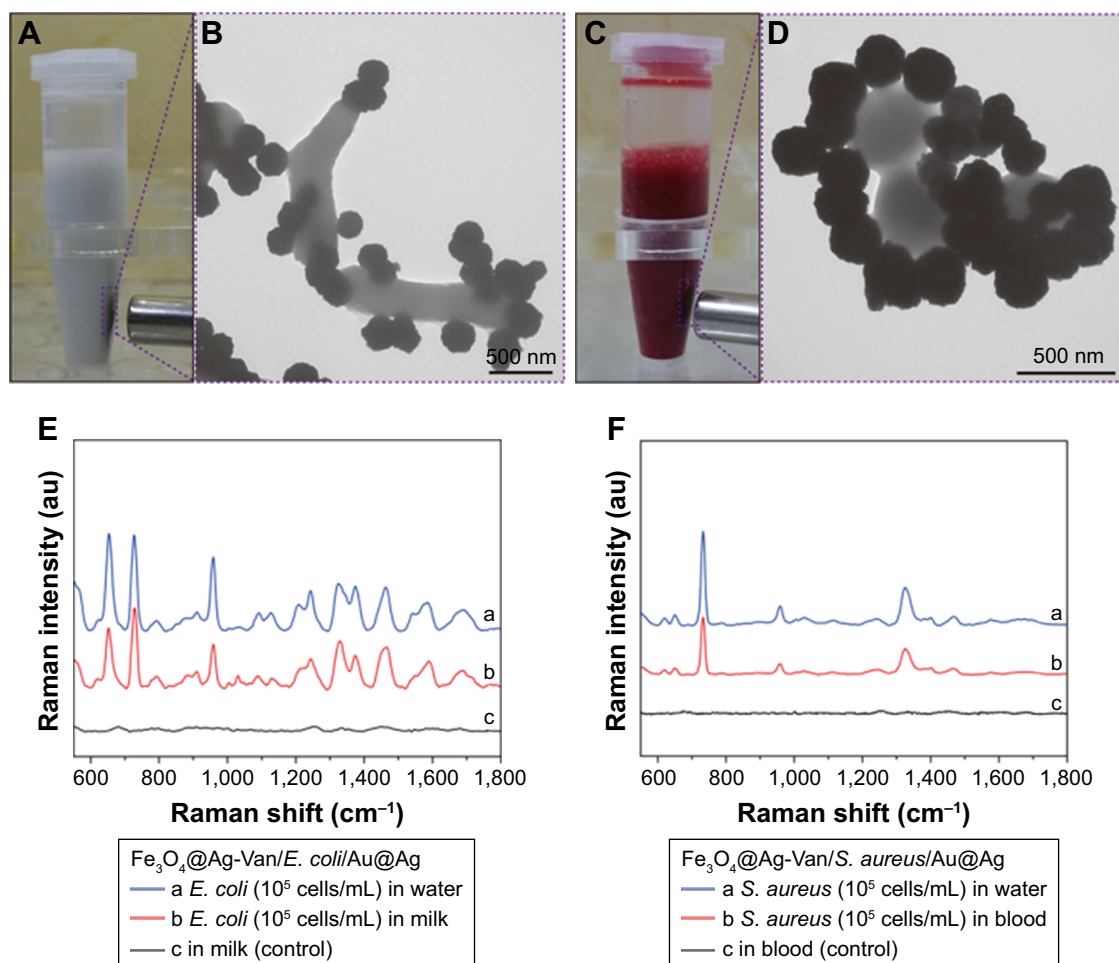 A
B
C
D
500 nm
500 nm
E
F
Raman intensity (au)
a
b
c
600 800 1,000 1,200 1,400 1,600 1,800
Raman shift (cm⁻¹)
Raman intensity (au)
a
b
c
600 800 1,000 1,200 1,400 1,600 1,800
Raman shift (cm⁻¹)
Fe₃O₄@Ag-Van/E. coli/Au@Ag
a E. coli (10⁵ cells/mL) in water
b E. coli (10⁵ cells/mL) in milk
c in milk (control)
Fe₃O₄@Ag-Van/S. aureus/Au@Ag
a S. aureus (10⁵ cells/mL) in water
b S. aureus (10⁵ cells/mL) in blood
c in blood (control)